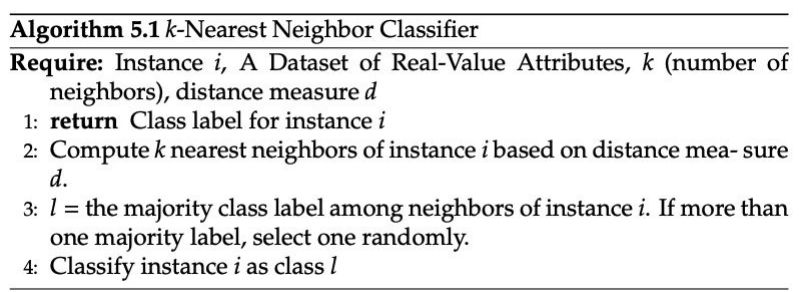 Algorithm 5.1 k-Nearest Neighbor Classifier
Require: Instance i, A Dataset of Real-Value Attributes, k (number of
neighbors), distance measure d
1: return Class label for instance i
2: Compute k nearest neighbors of instance i based on distance mea- sure
d.
3: l = the majority class label among neighbors of instance i. If more than
one majority label, select one randomly.
4: Classify instance i as class l